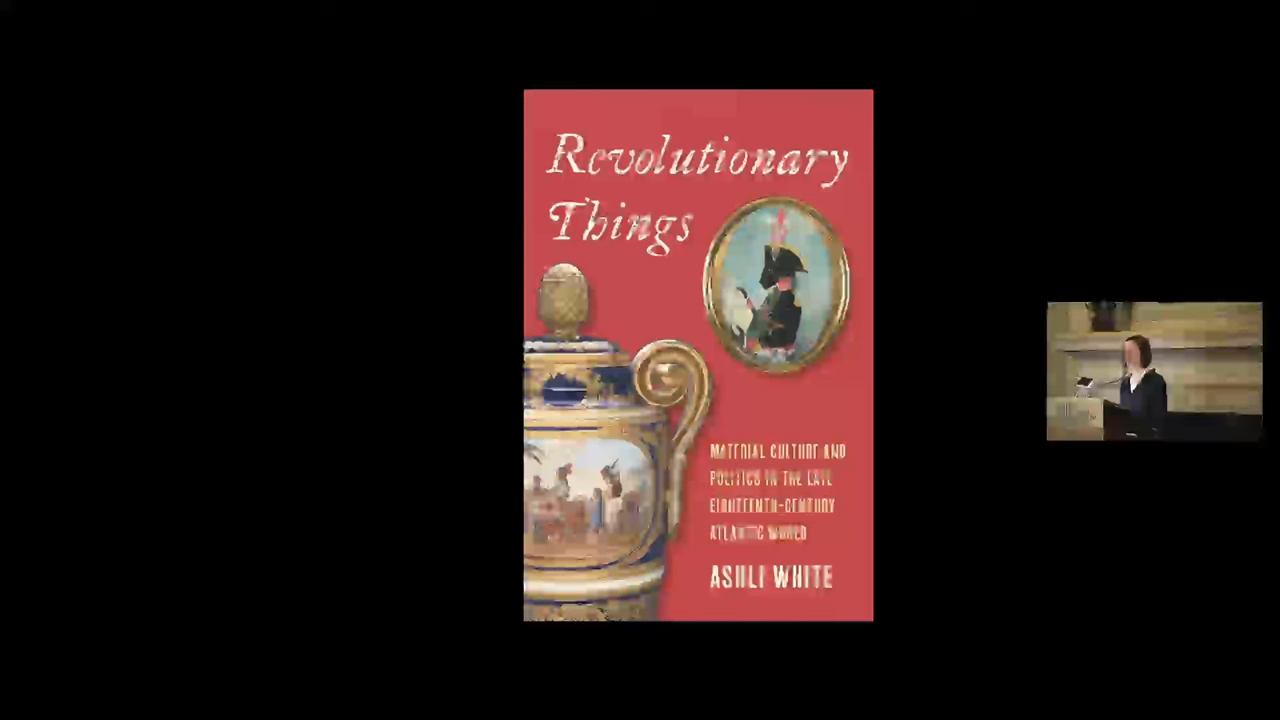 Revolutionary
Things
MATERIAL CULTURE AND
POLITICS IN THE LATE
EIGHTEENTH-CENTURY
ATLANTIC WORLD
ASHLI WHITE